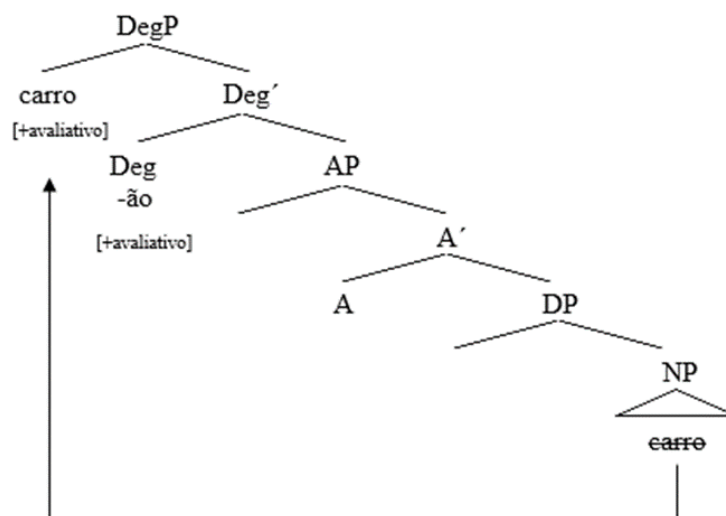 DegP
carro Deg´
[+avaliativo]
Deg AP
-ão
[+avaliativo] A´
A DP
NP
carro